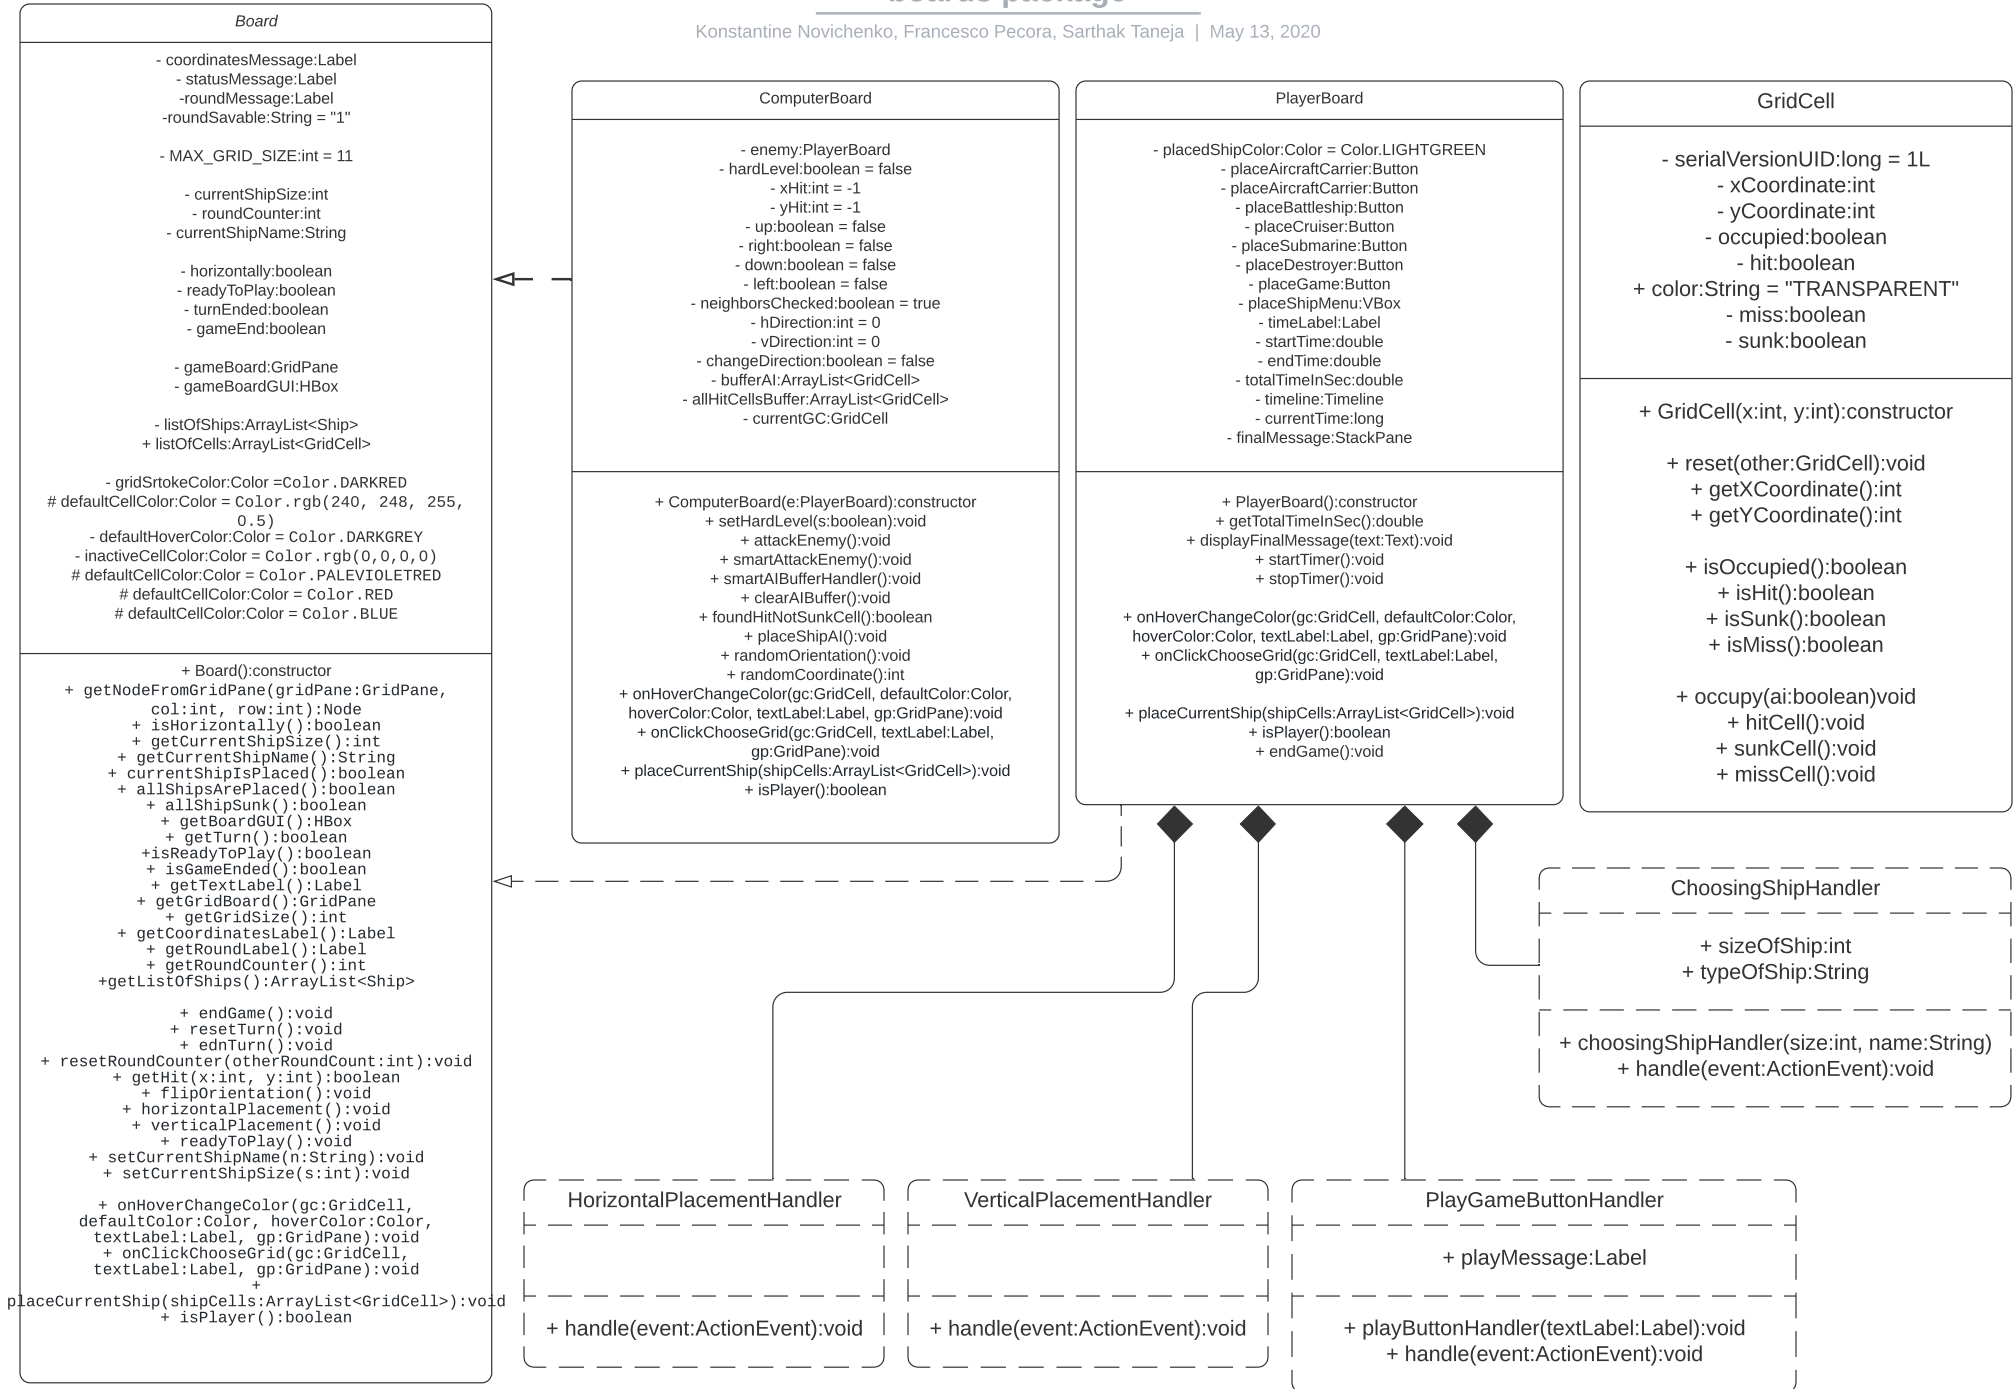 boards package
Konstantine Novichenko, Francesco Pecora, Sarthak Taneja | May 13, 2020
Board
- coordinatesMessage:Label
- statusMessage:Label
-roundMessage:Label
-roundSavable:String = "1"
- MAX_GRID_SIZE:int = 11
- currentShipSize:int
- roundCounter:int
- currentShipName:String
- horizontally:boolean
- readyToPlay:boolean
- turnEnded:boolean
- gameEnd:boolean
- gameBoard:GridPane
- gameBoardGUI:HBox
- listOfShips:ArrayList<Ship>
+ listOfCells:ArrayList<GridCell>
- gridSrtokeColor:Color =Color.DARKRED
# defaultCellColor:Color = Color.rgb(240, 248, 255,
0.5)
- defaultHoverColor:Color = Color.DARKGREY
- inactiveCellColor:Color = Color.rgb(0,0,0,0)
# defaultCellColor:Color = Color.PALEVIOLETRED
# defaultCellColor:Color = Color.RED
# defaultCellColor:Color = Color.BLUE
+ Board():constructor
+ getNodeFromGridPane(gridPane:GridPane,
col:int, row:int):Node
+ isHorizontally():boolean
+ getCurrentShipSize():int
+ getCurrentShipName():String
+ currentShipIsPlaced():boolean
+ allShipsArePlaced():boolean
+ allShipSunk():boolean
+ getBoardGUI():HBox
+ getTurn():boolean
+isReadyToPlay():boolean
+ isGameEnded():boolean
+ getTextLabel():Label
+ getGridBoard():GridPane
+ getGridSize():int
+ getCoordinatesLabel():Label
+ getRoundLabel():Label
+ getRoundCounter():int
+getListOfShips():ArrayList<Ship>
+ endGame():void
+ resetTurn():void
+ ednTurn():void
+ resetRoundCounter(otherRoundCount:int):void
+ getHit(x:int, y:int):boolean
+ flipOrientation():void
+ horizontalPlacement():void
+ verticalPlacement():void
+ readyToPlay():void
+ setCurrentShipName(n:String):void
+ setCurrentShipSize(s:int):void
+ onHoverChangeColor(gc:GridCell,
defaultColor:Color, hoverColor:Color,
textLabel:Label, gp:GridPane):void
+ onClickChooseGrid(gc:GridCell,
textLabel:Label, gp:GridPane):void
+
placeCurrentShip(shipCells:ArrayList<GridCell>):void
+ isPlayer():boolean
ComputerBoard
- enemy:PlayerBoard
- hardLevel:boolean = false
- xHit:int = -1
- yHit:int = -1
- up:boolean = false
- right:boolean = false
- down:boolean = false
- left:boolean = false
- neighborsChecked:boolean = true
- hDirection:int = 0
- vDirection:int = 0
- changeDirection:boolean = false
- bufferAI:ArrayList<GridCell>
- allHitCellsBuffer:ArrayList<GridCell>
- currentGC:GridCell
+ ComputerBoard(e:PlayerBoard):constructor
+ setHardLevel(s:boolean):void
+ attackEnemy():void
+ smartAttackEnemy():void
+ smartAIBufferHandler():void
+ clearAIBuffer():void
+ foundHitNotSunkCell():boolean
+ placeShipAI():void
+ randomOrientation():void
+ randomCoordinate():int
+ onHoverChangeColor(gc:GridCell, defaultColor:Color,
hoverColor:Color, textLabel:Label, gp:GridPane):void
+ onClickChooseGrid(gc:GridCell, textLabel:Label,
gp:GridPane):void
+ placeCurrentShip(shipCells:ArrayList<GridCell>):void
+ isPlayer():boolean
PlayerBoard
- placedShipColor:Color = Color.LIGHTGREEN
- placeAircraftCarrier:Button
- placeAircraftCarrier:Button
- placeBattleship:Button
- placeCruiser:Button
- placeSubmarine:Button
- placeDestroyer:Button
- placeGame:Button
- placeShipMenu:VBox
- timeLabel:Label
- startTime:double
- endTime:double
- totalTimeInSec:double
- timeline:Timeline
- currentTime:long
- finalMessage:StackPane
+ PlayerBoard():constructor
+ getTotalTimeInSec():double
+ displayFinalMessage(text:Text):void
+ startTimer():void
+ stopTimer():void
+ onHoverChangeColor(gc:GridCell, defaultColor:Color,
hoverColor:Color, textLabel:Label, gp:GridPane):void
+ onClickChooseGrid(gc:GridCell, textLabel:Label,
gp:GridPane):void
+ placeCurrentShip(shipCells:ArrayList<GridCell>):void
+ isPlayer():boolean
+ endGame():void
GridCell
- serialVersionUID:long = 1L
- xCoordinate:int
- yCoordinate:int
- occupied:boolean
- hit:boolean
+ color:String = "TRANSPARENT"
- miss:boolean
- sunk:boolean
+ GridCell(x:int, y:int):constructor
+ reset(other:GridCell):void
+ getXCoordinate():int
+ getYCoordinate():int
+ isOccupied():boolean
+ isHit():boolean
+ isSunk():boolean
+ isMiss():boolean
+ occupy(ai:boolean)void
+ hitCell():void
+ sunkCell():void
+ missCell():void
ChoosingShipHandler
+ sizeOfShip:int
+ typeOfShip:String
+ choosingShipHandler(size:int, name:String)
+ handle(event:ActionEvent):void
HorizontalPlacementHandler
+ handle(event:ActionEvent):void
VerticalPlacementHandler
+ handle(event:ActionEvent):void
PlayGameButtonHandler
+ playMessage:Label
+ playButtonHandler(textLabel:Label):void
+ handle(event:ActionEvent):void